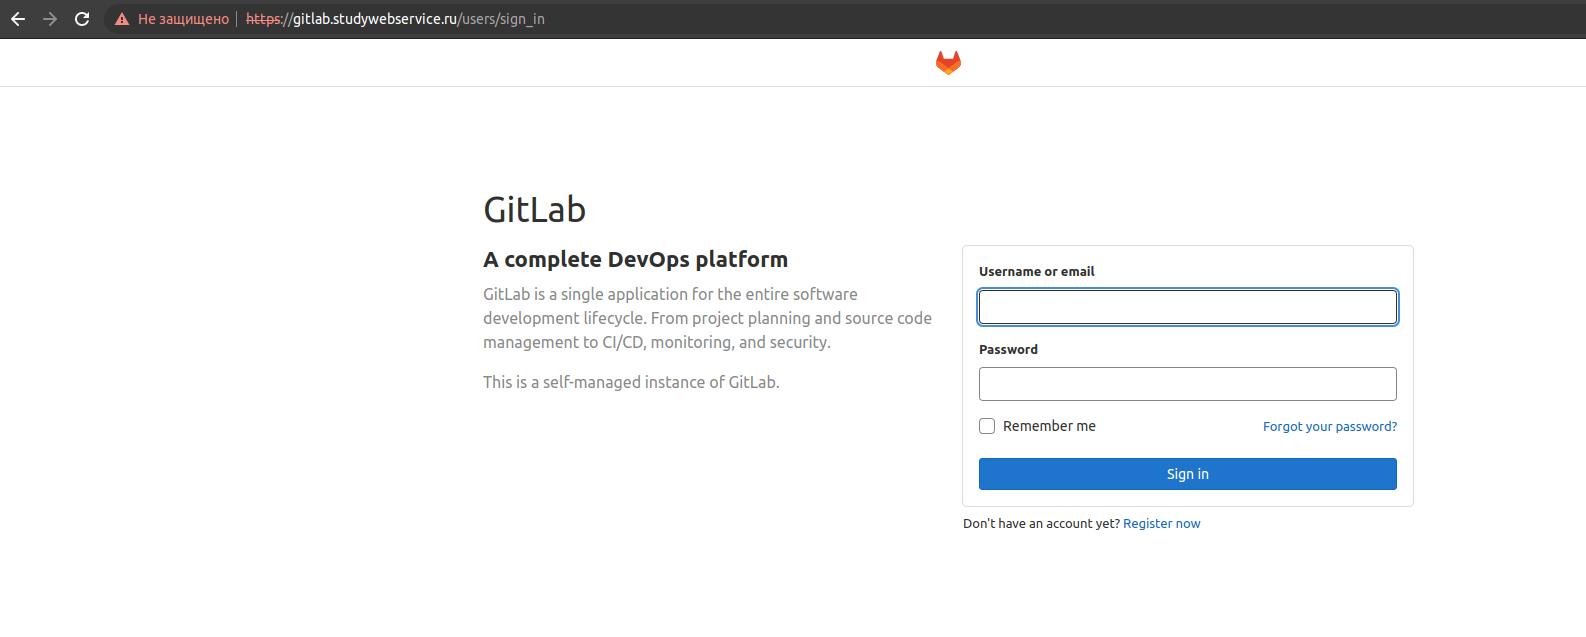 Не защищено https://gitlab.studywebservice.ru/users/sign_in
GitLab
A complete DevOps platform
GitLab is a single application for the entire software
development lifecycle. From project planning and source code
management to CI/CD, monitoring, and security.
This is a self-managed instance of GitLab.
Username or email
Password
Remember me Forgot your password?
Sign in
Don't have an account yet? Register now